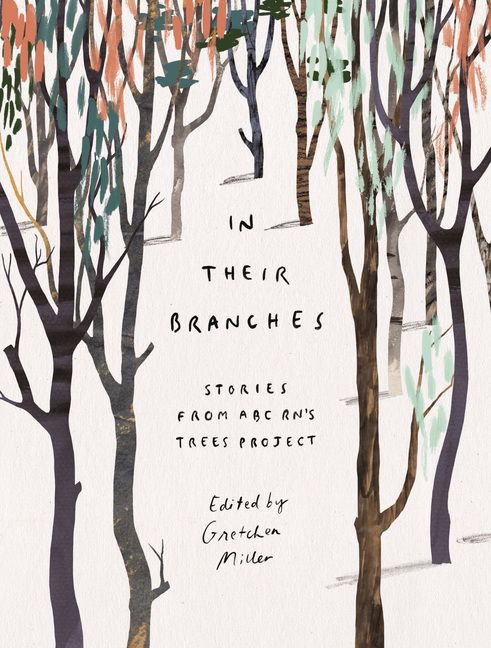 IN
THEIR
BRANCHES
STORIES
FROM ABC RN'S
TREES PROJECT
Edited by
Gretchen
Miller